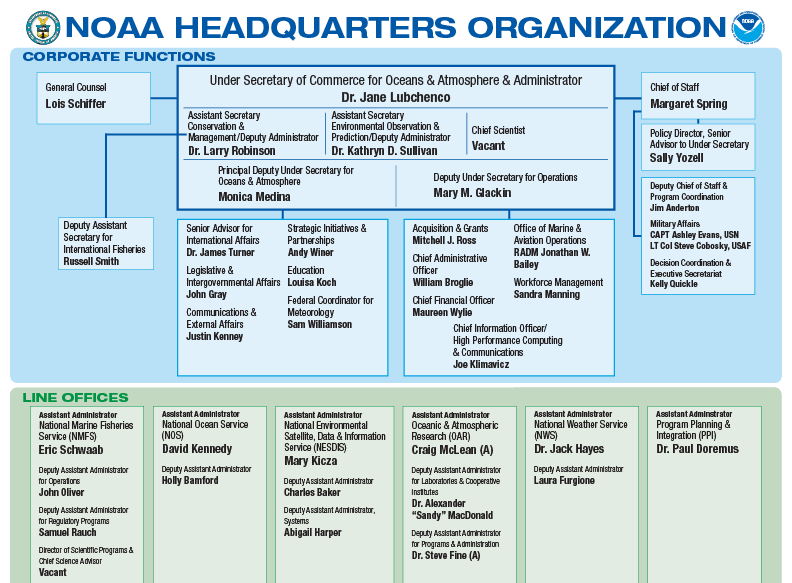 NOAA HEADQUARTERS ORGANIZATION
CORPORATE FUNCTIONS
General Counsel
Lois Schiffer
Under Secretary of Commerce for Oceans & Atmosphere & Administrator
Dr. Jane Lubchenco
Assistant Secretary
Conservation &
Management/Deputy Administrator
Dr. Larry Robinson
Assistant Secretary
Environmental Observation &
Prediction/Deputy Administrator
Dr. Kathryn D. Sullivan
Chief Scientist
Vacant
Principal Deputy Under Secretary for
Oceans & Atmosphere
Monica Medina
Deputy Under Secretary for Operations
Mary M. Glackin
Chief of Staff
Margaret Spring
Policy Director, Senior
Advisor to Under Secretary
Sally Yozell
Deputy Chief of Staff &
Program Coordination
Jim Anderton
Military Affairs
CAPT Ashley Evans, USN
LT Col Steve Cobosky, USAF
Decision Coordination &
Executive Secretariat
Kelly Quickle
Deputy Assistant
Secretary for
International Fisheries
Russell Smith
Senior Advisor for
International Affairs
Dr. James Turner
Legislative &
Intergovernmental Affairs
John Gray
Communications &
External Affairs
Justin Kenney
Strategic Initiatives &
Partnerships
Andy Winer
Education
Louisa Koch
Federal Coordinator for
Meteorology
Sam Williamson
Acquisition & Grants
Mitchell J. Ross
Chief Administrative
Officer
William Broglie
Chief Financial Officer
Maureen Wylie
Office of Marine &
Aviation Operations
RADM Jonathan W.
Bailey
Workforce Management
Sandra Manning
Chief Information Officer/
High Performance Computing
& Communications
Joe Klimavicz
LINE OFFICES
Assistant Administrator
National Marine Fisheries
Service (NMFS)
Eric Schwaab
Deputy Assistant Administrator
for Operations
John Oliver
Deputy Assistant Administrator
for Regulatory Programs
Samuel Rauch
Director of Scientific Programs &
Chief Science Advisor
Vacant
Assistant Administrator
National Ocean Service
(NOS)
David Kennedy
Deputy Assistant Administrator
Holly Bamford
Assistant Administrator
National Environmental
Satellite, Data & Information
Service (NESDIS)
Mary Kicza
Deputy Assistant Administrator
Charles Baker
Deputy Assistant Administrator,
Systems
Abigail Harper
Assistant Administrator
Oceanic & Atmospheric
Research (OAR)
Craig McLean (A)
Deputy Assistant Administrator
for Laboratories & Cooperative
Institutes
Dr. Alexander
“Sandy” MacDonald
Deputy Assistant Administrator
for Programs & Administration
Dr. Steve Fine (A)
Assistant Administrator
National Weather Service
(NWS)
Dr. Jack Hayes
Deputy Assistant Administrator
Laura Furgione
Assistant Adminstrator
Program Planning &
Integration (PPI)
Dr. Paul Doremus